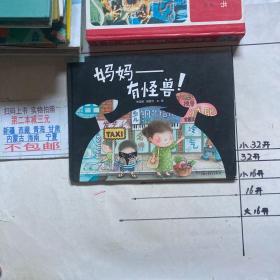 妈妈——
有怪兽！
TAXI
冷气
扫码上书 实物拍摄
第二本减三元
新疆 西藏 青海 甘肃
内蒙古 海南 宁夏
不包邮
小32开
32开
小16开
16开
大16开